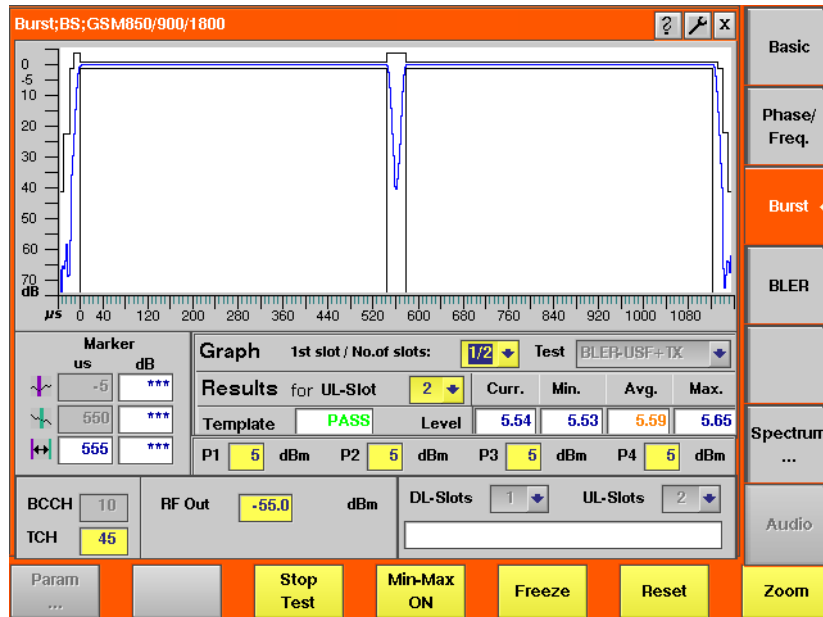 Burst;BS;GSM850/900/1800 ? x
Basic
Phase/
Freq.
Burst
BLER
Spectrum
...
Audio
0
-5
10
20
30
40
50
60
70
dB
µs 0 40 120 200 280 360 440 520 600 680 760 840 920 1000 1080
Marker
us dB
-5 ***
550 ***
555 ***
Graph 1st slot / No.of slots: 1/2 Test BLER-USF+TX
Results for UL-Slot 2 Curr. Min. Avg. Max.
Template PASS Level 5.54 5.53 5.59 5.65
P1 5 dBm P2 5 dBm P3 5 dBm P4 5 dBm
BCCH 10 RF Out -55.0 dBm DL-Slots 1 UL-Slots 2
TCH 45
Param
...
Stop
Test
Min-Max
ON
Freeze
Reset
Zoom